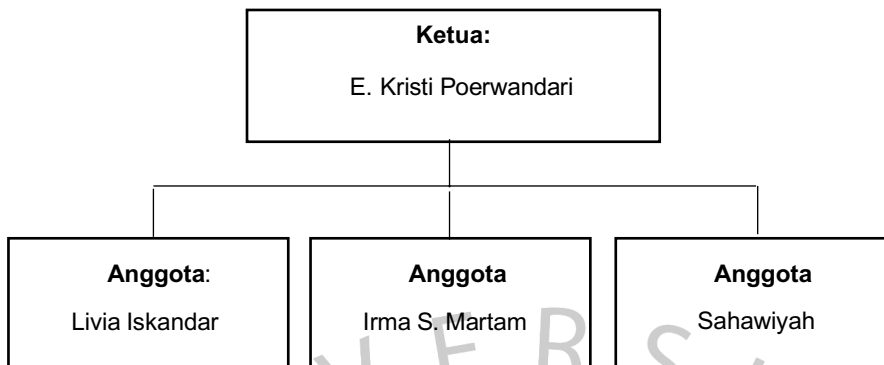 Ketua:
E. Kristi Poerwandari
Anggota:
Livia Iskandar
Anggota
Irma S. Martam
Anggota
Sahawiyah